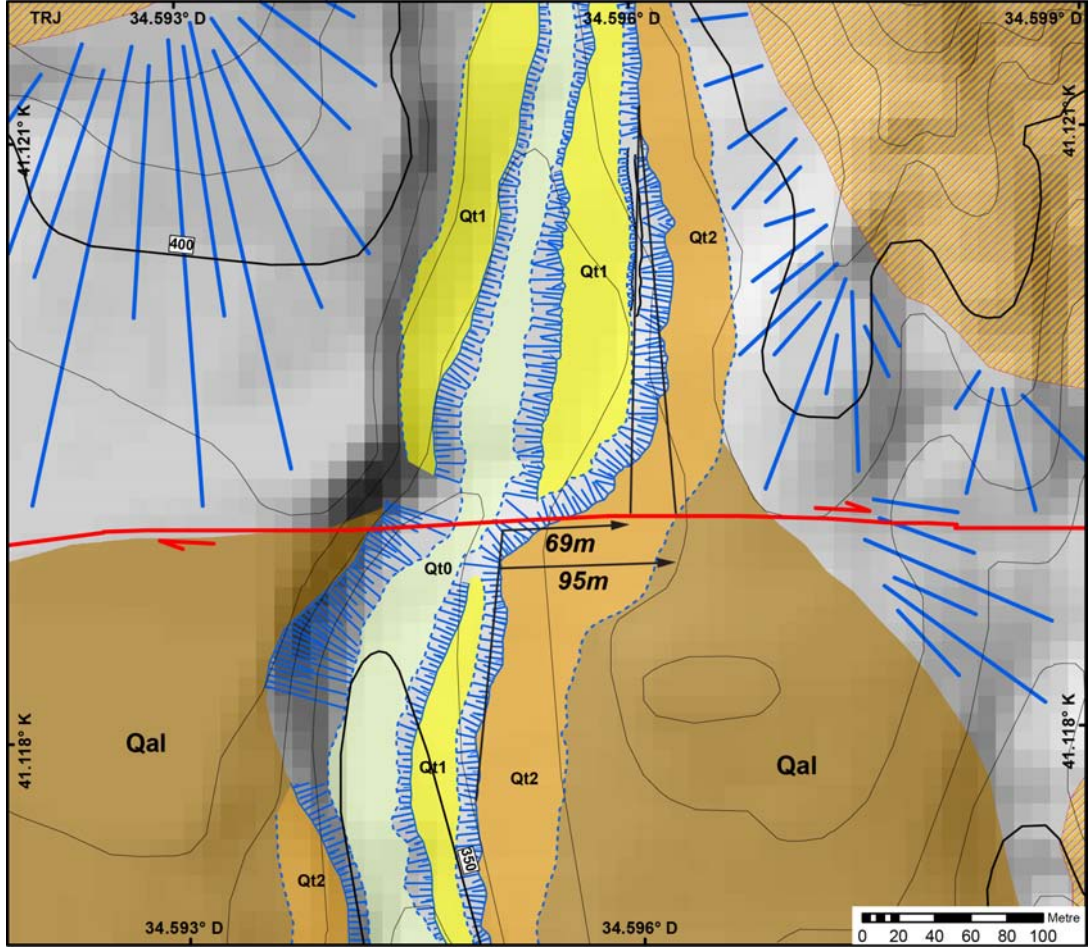 TRJ
34.593° D
34.596° D
34.599° D
41.121° K
41.121° K
400
Qt1
Qt1
Qt2
69m
95m
Qt0
Qal
Qt1
Qt2
Qal
41.118° K
41.118° K
350
Qt2
34.593° D
34.596° D
Metre
0 20 40 60 80 100